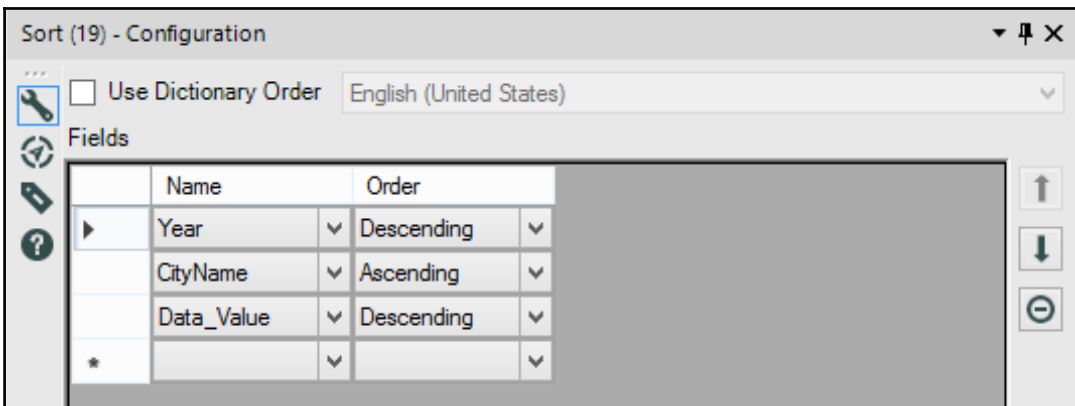 Sort (19) - Configuration
Use Dictionary Order English (United States)
Fields
Name Order
Year Descending
CityName Ascending
Data_Value Descending